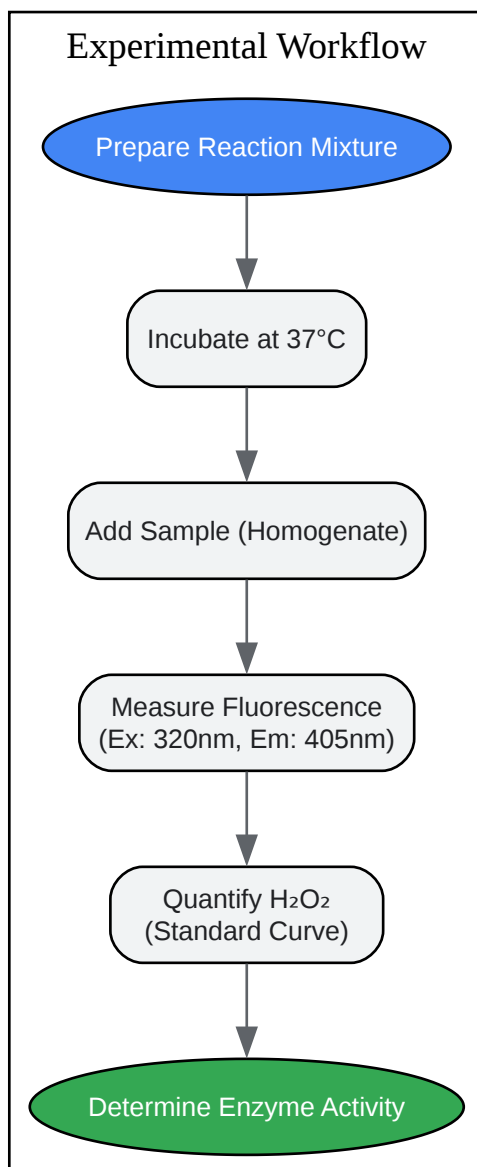 Experimental Workflow
Prepare Reaction Mixture
Incubate at 37°C
Add Sample (Homogenate)
Measure Fluorescence
(Ex: 320nm, Em: 405nm)
Quantify H₂O₂
(Standard Curve)
Determine Enzyme Activity